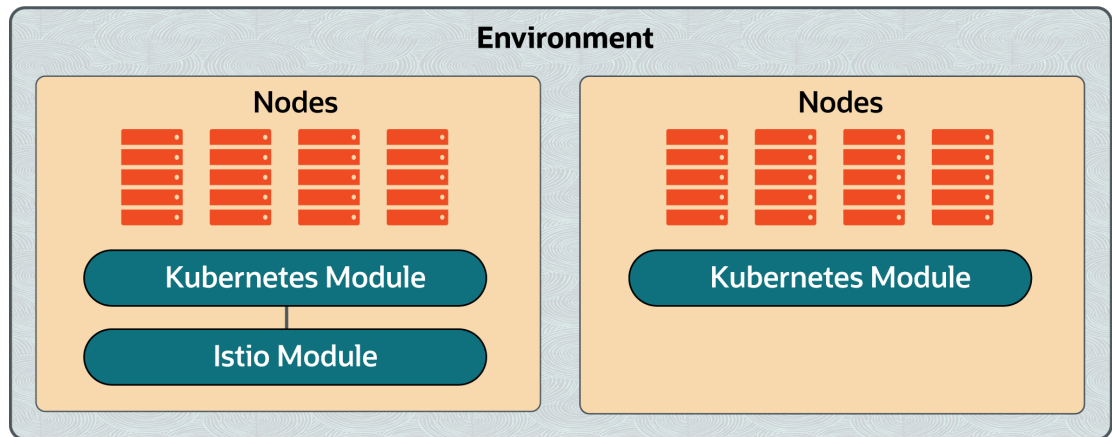 Environment
Nodes
Kubernetes Module
Istio Module
Nodes
Kubernetes Module